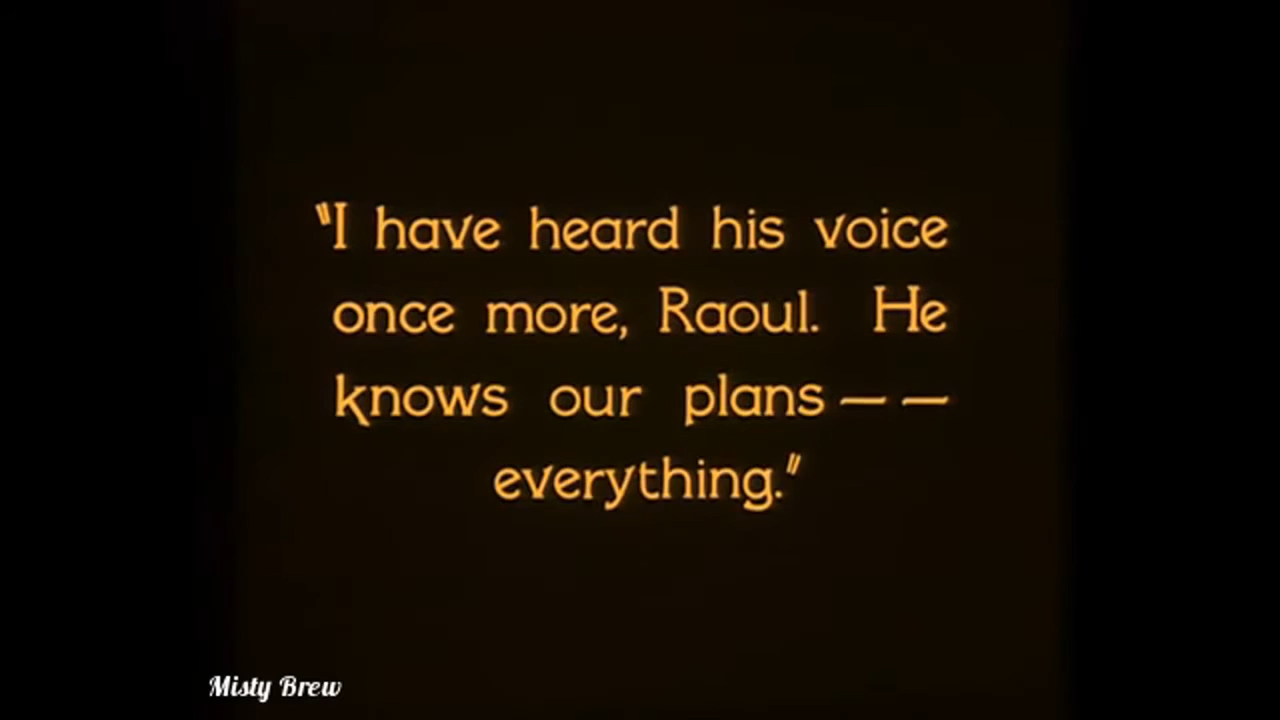 "I have heard his voice
once more, Raoul. He
knows our plans — —
everything."
Misty Brew